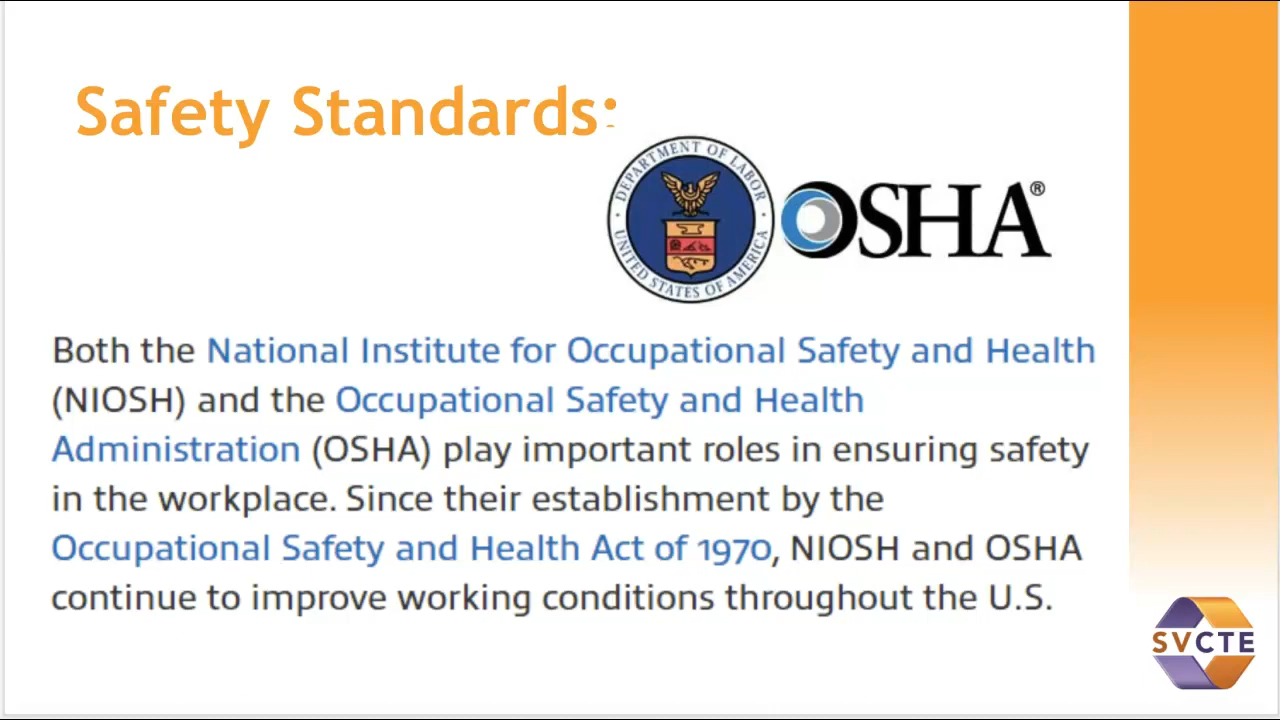 Safety Standards:
DEPARTMENT OF LABOR
UNITED STATES OF AMERICA
OSHA®
Both the National Institute for Occupational Safety and Health
(NIOSH) and the Occupational Safety and Health
Administration (OSHA) play important roles in ensuring safety
in the workplace. Since their establishment by the
Occupational Safety and Health Act of 1970, NIOSH and OSHA
continue to improve working conditions throughout the U.S.
SVCTE